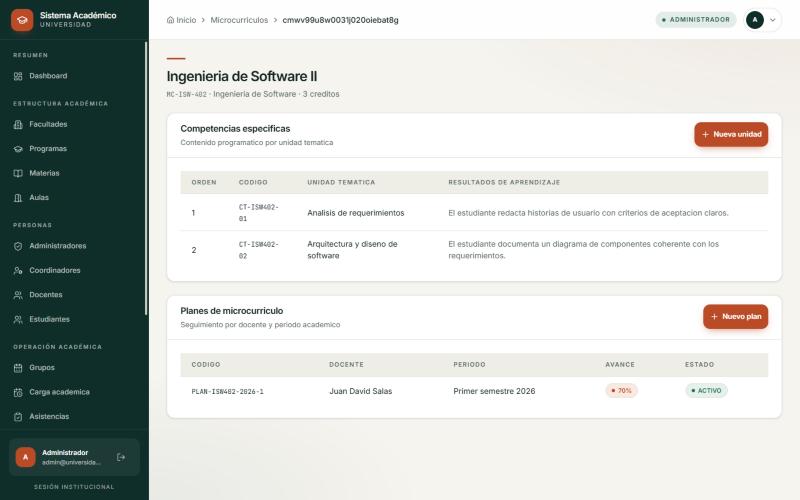 Sistema Académico
UNIVERSIDAD
RESUMEN
Dashboard
ESTRUCTURA ACADÉMICA
Facultades
Programas
Materias
Aulas
PERSONAS
Administradores
Coordinadores
Docentes
Estudiantes
OPERACIÓN ACADÉMICA
Grupos
Carga academica
Asistencias
A
Administrador
admin@universida...
SESIÓN INSTITUCIONAL
Inicio > Microcurriculos > cmwv99u8w0031j020oiebat8g
ADMINISTRADOR
A
Ingenieria de Software II
MC-ISW-402 · Ingenieria de Software · 3 creditos
Competencias especificas
Contenido programatico por unidad tematica
+ Nueva unidad
ORDEN CODIGO UNIDAD TEMATICA RESULTADOS DE APRENDIZAJE
1 CT-ISW402-01 Analisis de requerimientos El estudiante redacta historias de usuario con criterios de aceptacion claros.
2 CT-ISW402-02 Arquitectura y diseno de software El estudiante documenta un diagrama de componentes coherente con los requerimientos.
Planes de microcurriculo
Seguimiento por docente y periodo academico
+ Nuevo plan
CODIGO DOCENTE PERIODO AVANCE ESTADO
PLAN-ISW402-2026-1 Juan David Salas Primer semestre 2026 70% ACTIVO